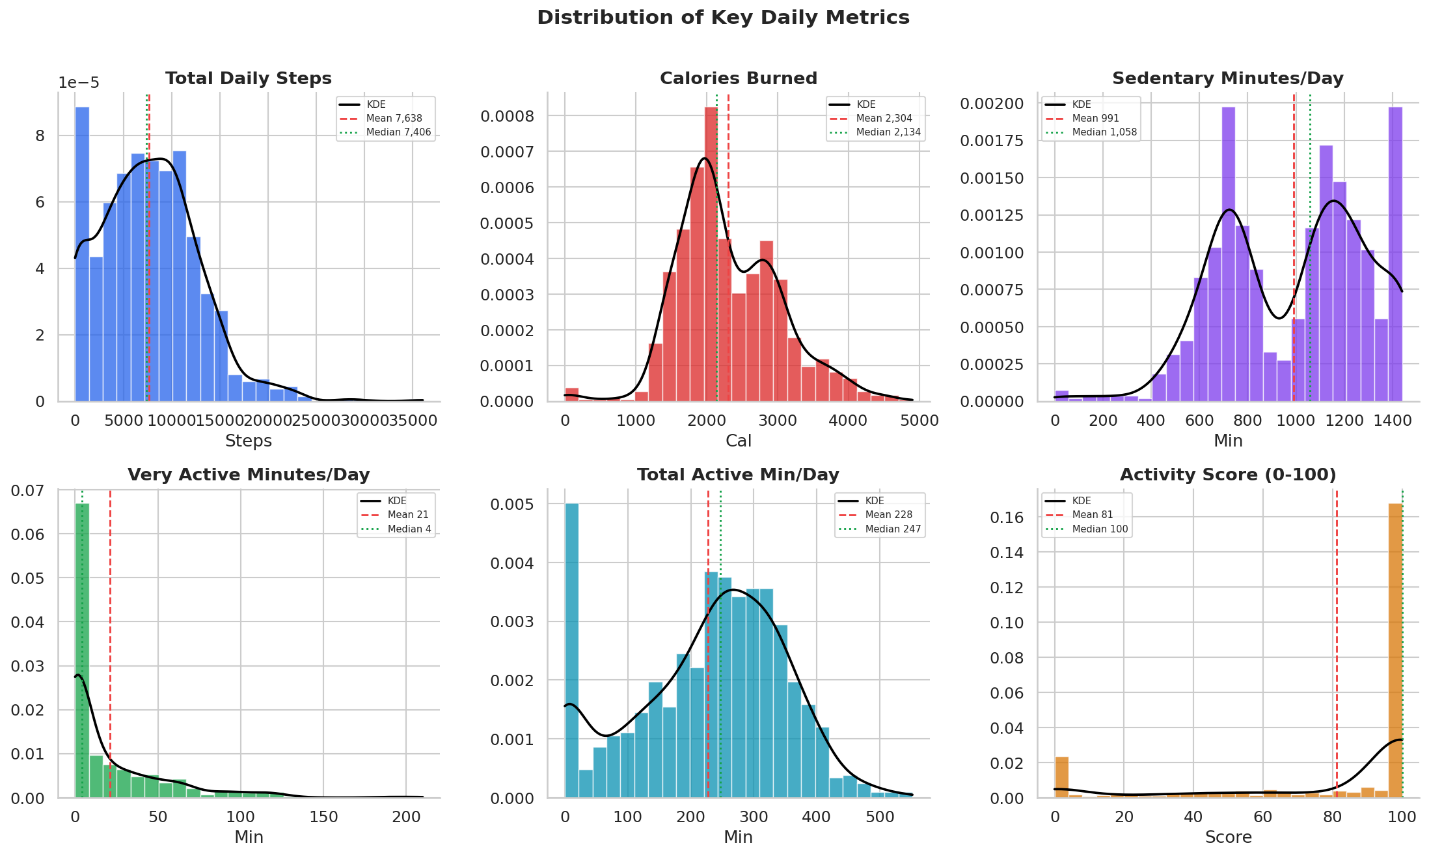 Distribution of Key Daily Metrics
Total Daily Steps
1e−5
KDE
Mean 7,638
Median 7,406
8
6
4
2
0
0 5000 10000 15000 20000 25000 30000 35000
Steps
Calories Burned
KDE
Mean 2,304
Median 2,134
0.0008
0.0007
0.0006
0.0005
0.0004
0.0003
0.0002
0.0001
0.0000
0 1000 2000 3000 4000 5000
Cal
Sedentary Minutes/Day
KDE
Mean 991
Median 1,058
0.00200
0.00175
0.00150
0.00125
0.00100
0.00075
0.00050
0.00025
0.00000
0 200 400 600 800 1000 1200 1400
Min
Very Active Minutes/Day
KDE
Mean 21
Median 4
0.07
0.06
0.05
0.04
0.03
0.02
0.01
0.00
0 50 100 150 200
Min
Total Active Min/Day
KDE
Mean 228
Median 247
0.005
0.004
0.003
0.002
0.001
0.000
0 100 200 300 400 500
Min
Activity Score (0-100)
KDE
Mean 81
Median 100
0.16
0.14
0.12
0.10
0.08
0.06
0.04
0.02
0.00
0 20 40 60 80 100
Score